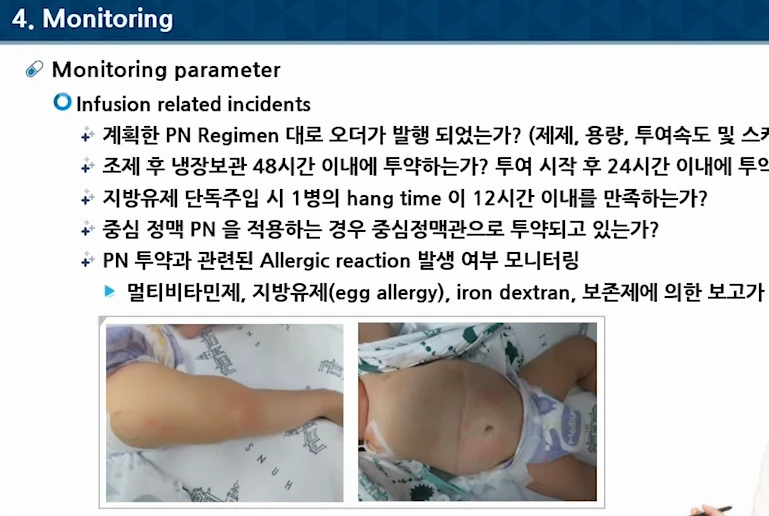 4. Monitoring
Monitoring parameter
Infusion related incidents
계획한 PN Regimen 대로 오더가 발행 되었는가? (제제, 용량, 투여속도 및
조제 후 냉장보관 48시간 이내에 투약하는가? 투여 시작 후 24시간 이내에
지방유제 단독주입 시 1병의 hang time 이 12시간 이내를 만족하는가?
중심 정맥 PN 을 적용하는 경우 중심정맥관으로 투약되고 있는가?
PN 투약과 관련된 Allergic reaction 발생 여부 모니터링
멀티비타민제, 지방유제(egg allergy), iron dextran, 보존제에 의한 보고가
SNUH